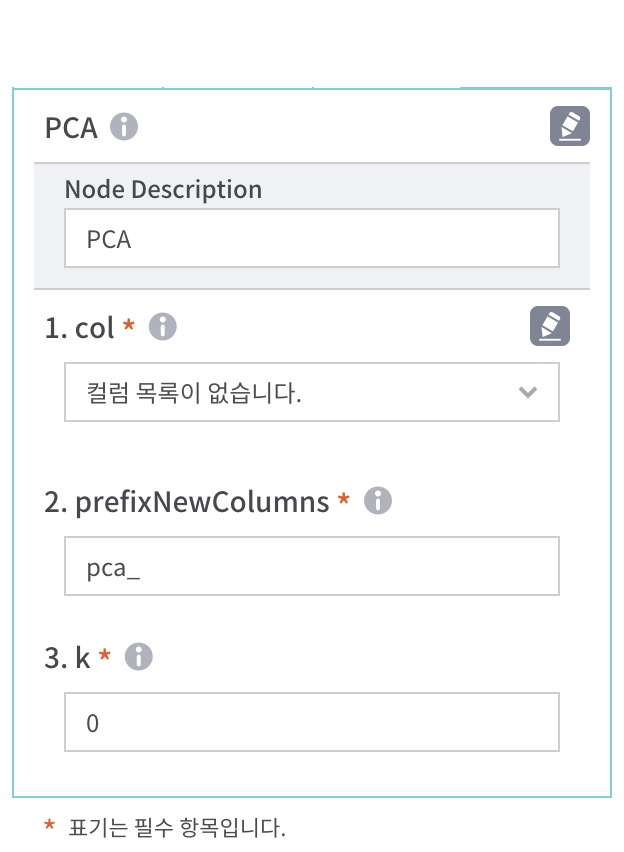 PCA
Node Description
PCA
1. col *
컬럼 목록이 없습니다.
2. prefixNewColumns *
pca_
3. k *
0
* 표기는 필수 항목입니다.